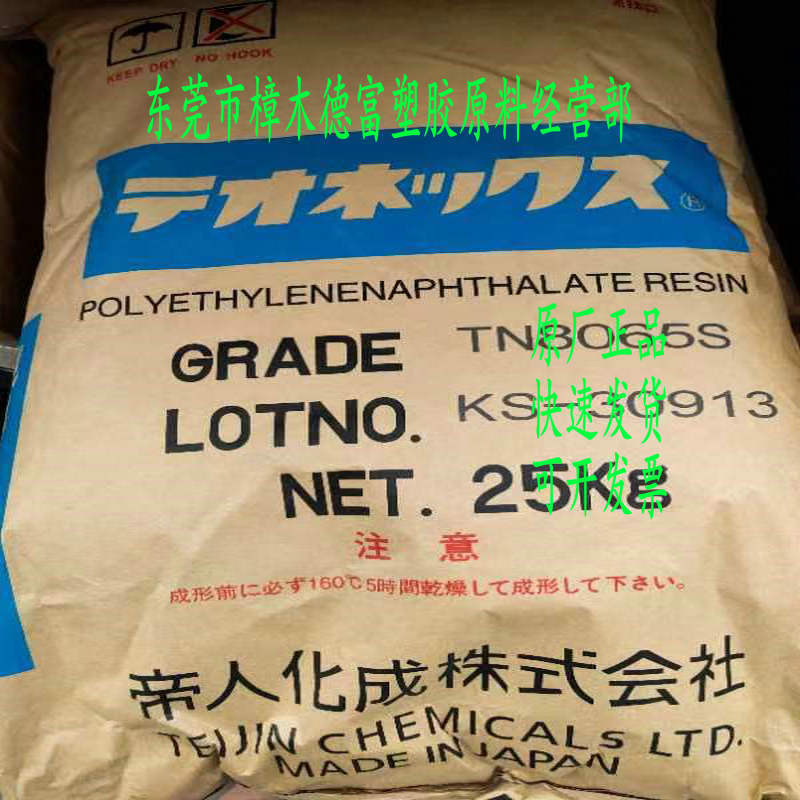 KEEP DRY NO HOOK
东莞市樟木德富塑胶原料经营部
テオネックス®
POLYETHYLENENAPHTHALATE RESIN
GRADE TN8065S
原厂正品
LOTNO. KSH30913
快速发货
NET. 25Kg
可开发票
注意
成形前に必ず160℃5時間乾燥して成形して下さい。
帝人化成株式会社
TEIJIN CHEMICALS LTD.
MADE IN JAPAN